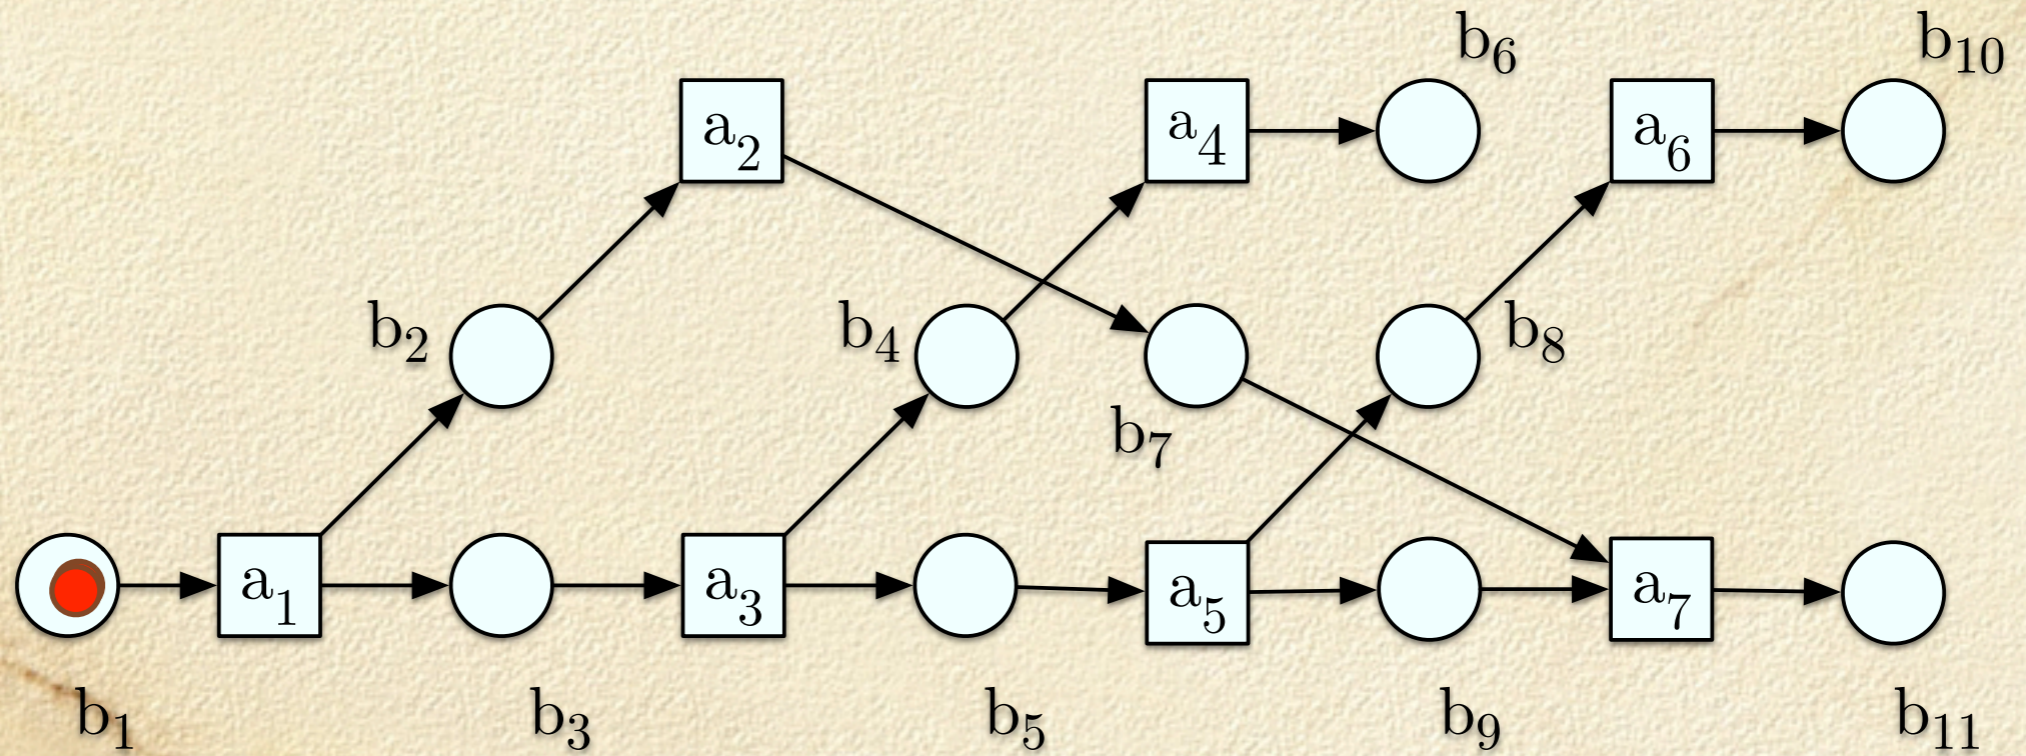 b₆ b₁₀
a₂ a₄ a₆
b₂ b₄ b₈
b₇
a₁ a₃ a₅ a₇
b₁ b₃ b₅ b₉ b₁₁